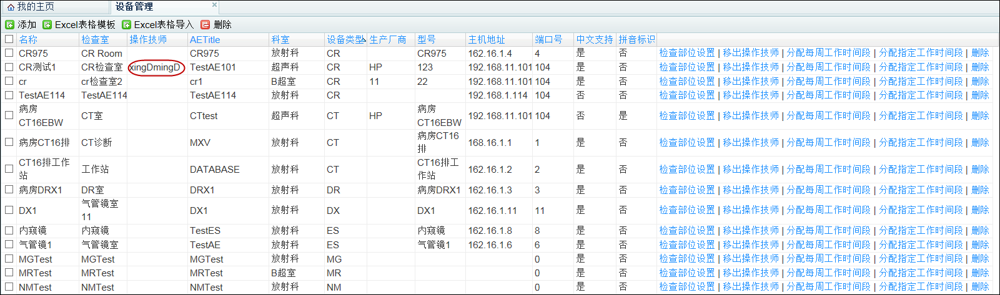 我的主页 设备管理
添加 Excel表格模板 Excel表格导入 删除
名称 检查室 操作技师 AETitle 科室 设备类型 生产厂商 型号 主机地址 端口号 中文支持 拼音标识
CR975 CR Room CR975 放射科 CR CR975 162.16.1.4 4 是 否 检查部位设置 | 移出操作技师 | 分配每周工作时间段 | 分配指定工作时间段 | 删除
CR测试1 CR检查室 xingDmingD TestAE101 超声科 CR HP 123 192.168.11.101 104 是 否 检查部位设置 | 移出操作技师 | 分配每周工作时间段 | 分配指定工作时间段 | 删除
cr cr检查室2 cr1 B超室 CR 11 22 192.168.11.101 104 是 否 检查部位设置 | 移出操作技师 | 分配每周工作时间段 | 分配指定工作时间段 | 删除
TestAE114 TestAE114 TestAE114 放射科 CR 192.168.1.114 104 否 否 检查部位设置 | 移出操作技师 | 分配每周工作时间段 | 分配指定工作时间段 | 删除
病房 病房
CT室 CTtest 超声科 CT HP 192.168.11.101 104 否 是 检查部位设置 | 移出操作技师 | 分配每周工作时间段 | 分配指定工作时间段 | 删除
CT16EBW CT16EBW
病房CT16
病房CT16排 CT诊断 MXV 放射科 CT 168.16.1.1 1 是 否 检查部位设置 | 移出操作技师 | 分配每周工作时间段 | 分配指定工作时间段 | 删除
排
CT16排工作 CT16排工
工作站 DATABASE 放射科 CT 162.16.1.2 2 是 否 检查部位设置 | 移出操作技师 | 分配每周工作时间段 | 分配指定工作时间段 | 删除
站 作站
病房DRX1 DR室 DRX1 放射科 DR 病房DRX1 162.16.1.3 3 是 否 检查部位设置 | 移出操作技师 | 分配每周工作时间段 | 分配指定工作时间段 | 删除
气管镜室
DX1 DX1 放射科 DX DX1 162.16.1.11 11 是 否 检查部位设置 | 移出操作技师 | 分配每周工作时间段 | 分配指定工作时间段 | 删除
11
内窥镜 内窥镜 TestES 放射科 ES 内窥镜 162.16.1.8 8 是 否 检查部位设置 | 移出操作技师 | 分配每周工作时间段 | 分配指定工作时间段 | 删除
气管镜1 气管镜室 TestAE 放射科 ES 气管镜1 162.16.1.6 6 是 否 检查部位设置 | 移出操作技师 | 分配每周工作时间段 | 分配指定工作时间段 | 删除
MGTest MGTest MGTest 放射科 MG 0 是 否 检查部位设置 | 移出操作技师 | 分配每周工作时间段 | 分配指定工作时间段 | 删除
MRTest MRTest MRTest B超室 MR 0 是 否 检查部位设置 | 移出操作技师 | 分配每周工作时间段 | 分配指定工作时间段 | 删除
NMTest NMTest NMTest 放射科 NM 0 是 否 检查部位设置 | 移出操作技师 | 分配每周工作时间段 | 分配指定工作时间段 | 删除